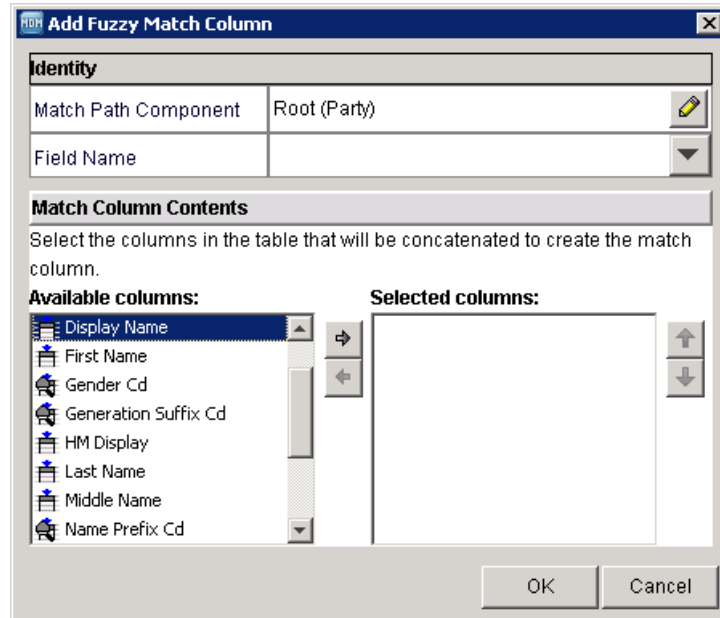 MDM Add Fuzzy Match Column
Identity
Match Path Component Root (Party)
Field Name
Match Column Contents
Select the columns in the table that will be concatenated to create the match
column.
Available columns: Selected columns:
Display Name
First Name
Gender Cd
Generation Suffix Cd
HM Display
Last Name
Middle Name
Name Prefix Cd
OK Cancel